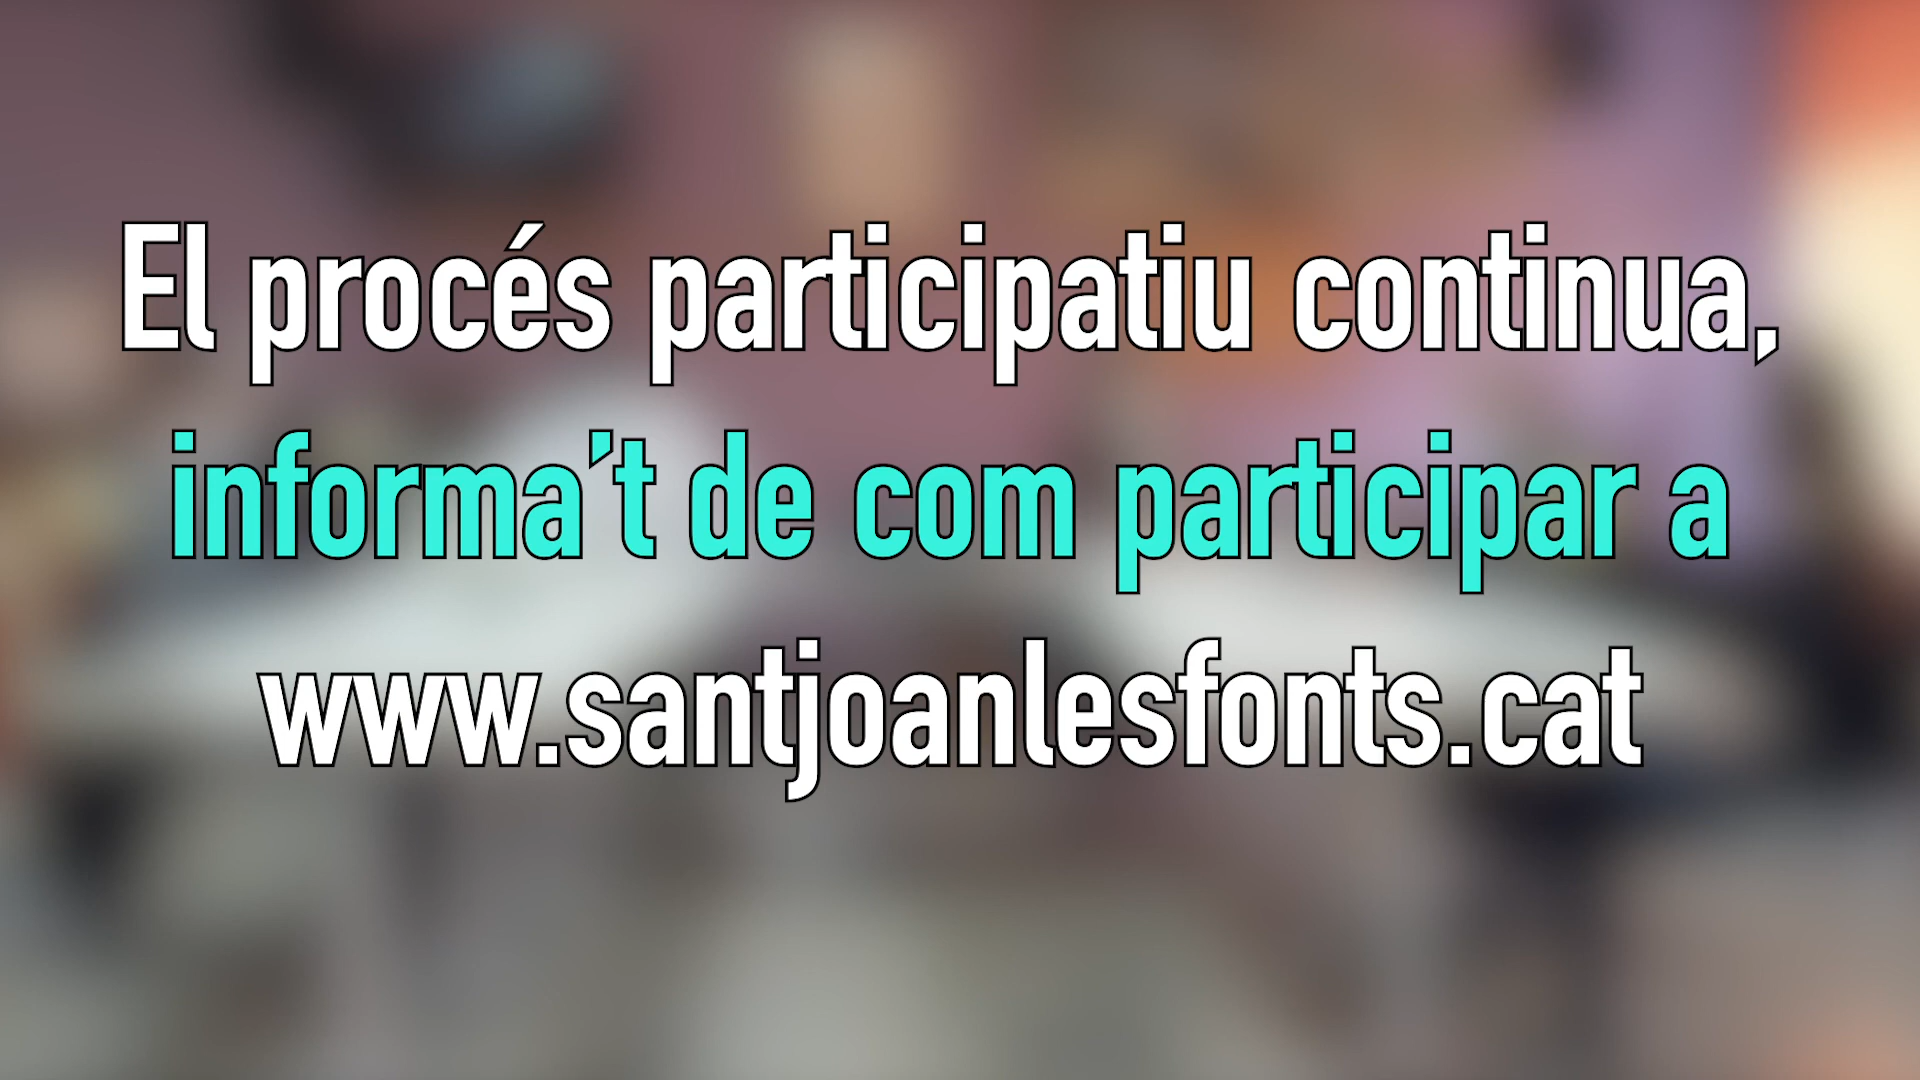 El procés participatiu continua,
informa’t de com participar a
www.santjoanlesfonts.cat